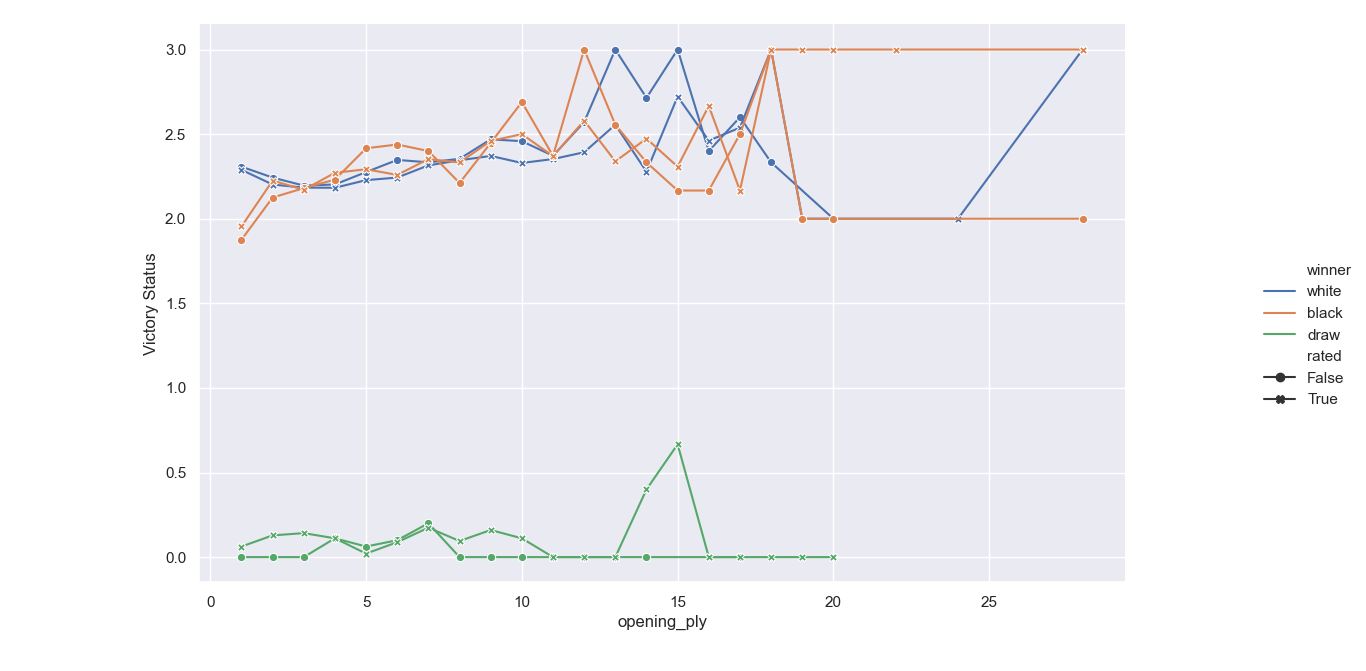 3.0
2.5
2.0
1.5
1.0
0.5
0.0
Victory Status
0
5
10
15
20
25
opening_ply
winner
white
black
draw
rated
False
True